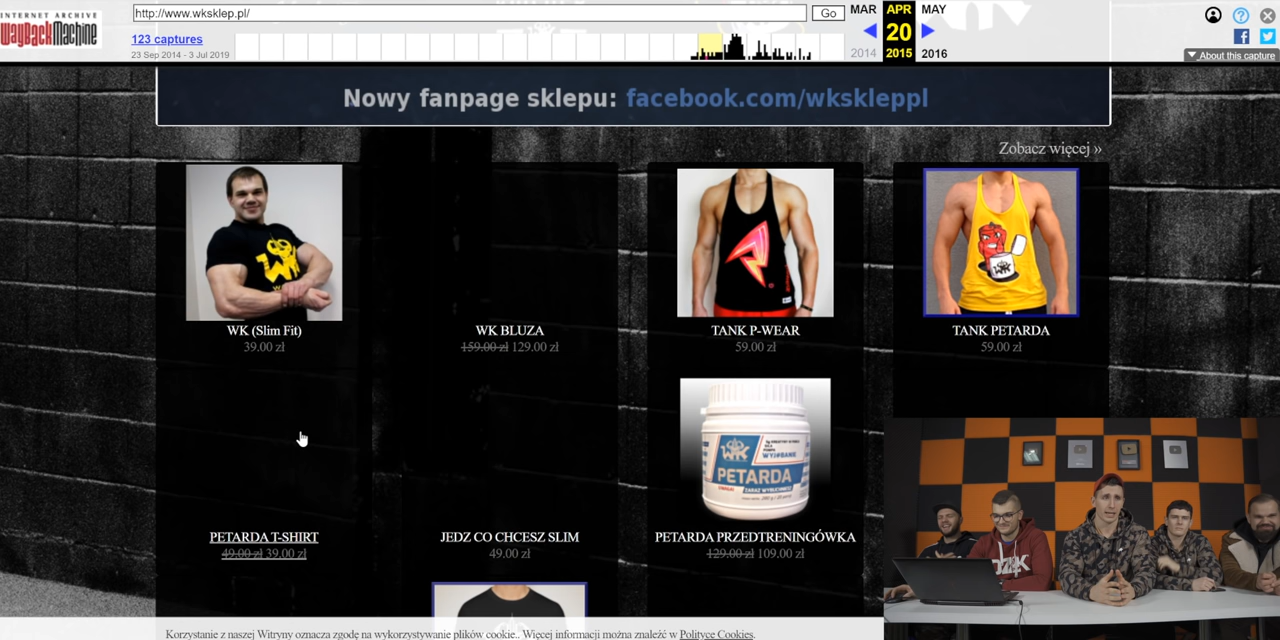 INTERNET ARCHIVE
WayBackMachine
http://www.wksklep.pl/
Go
123 captures
23 Sep 2014 - 3 Jul 2019
MAR APR MAY
20
2014 2015 2016
About this capture
Nowy fanpage sklepu: facebook.com/wkskleppl
Zobacz więcej ››
WK
WK (Slim Fit)
39.00 zł
WK BLUZA
159.00 zł 129.00 zł
TANK P-WEAR
59.00 zł
WK
TANK PETARDA
59.00 zł
WK
PETARDA
PETARDA T-SHIRT
49.00 zł 39.00 zł
JEDZ CO CHCESZ SLIM
49.00 zł
PETARDA PRZEDTRENINGÓWKA
129.00 zł 109.00 zł
Korzystanie z naszej Witryny oznacza zgodę na wykorzystywanie plików cookie.. Więcej informacji można znaleźć w Polityce Cookies.